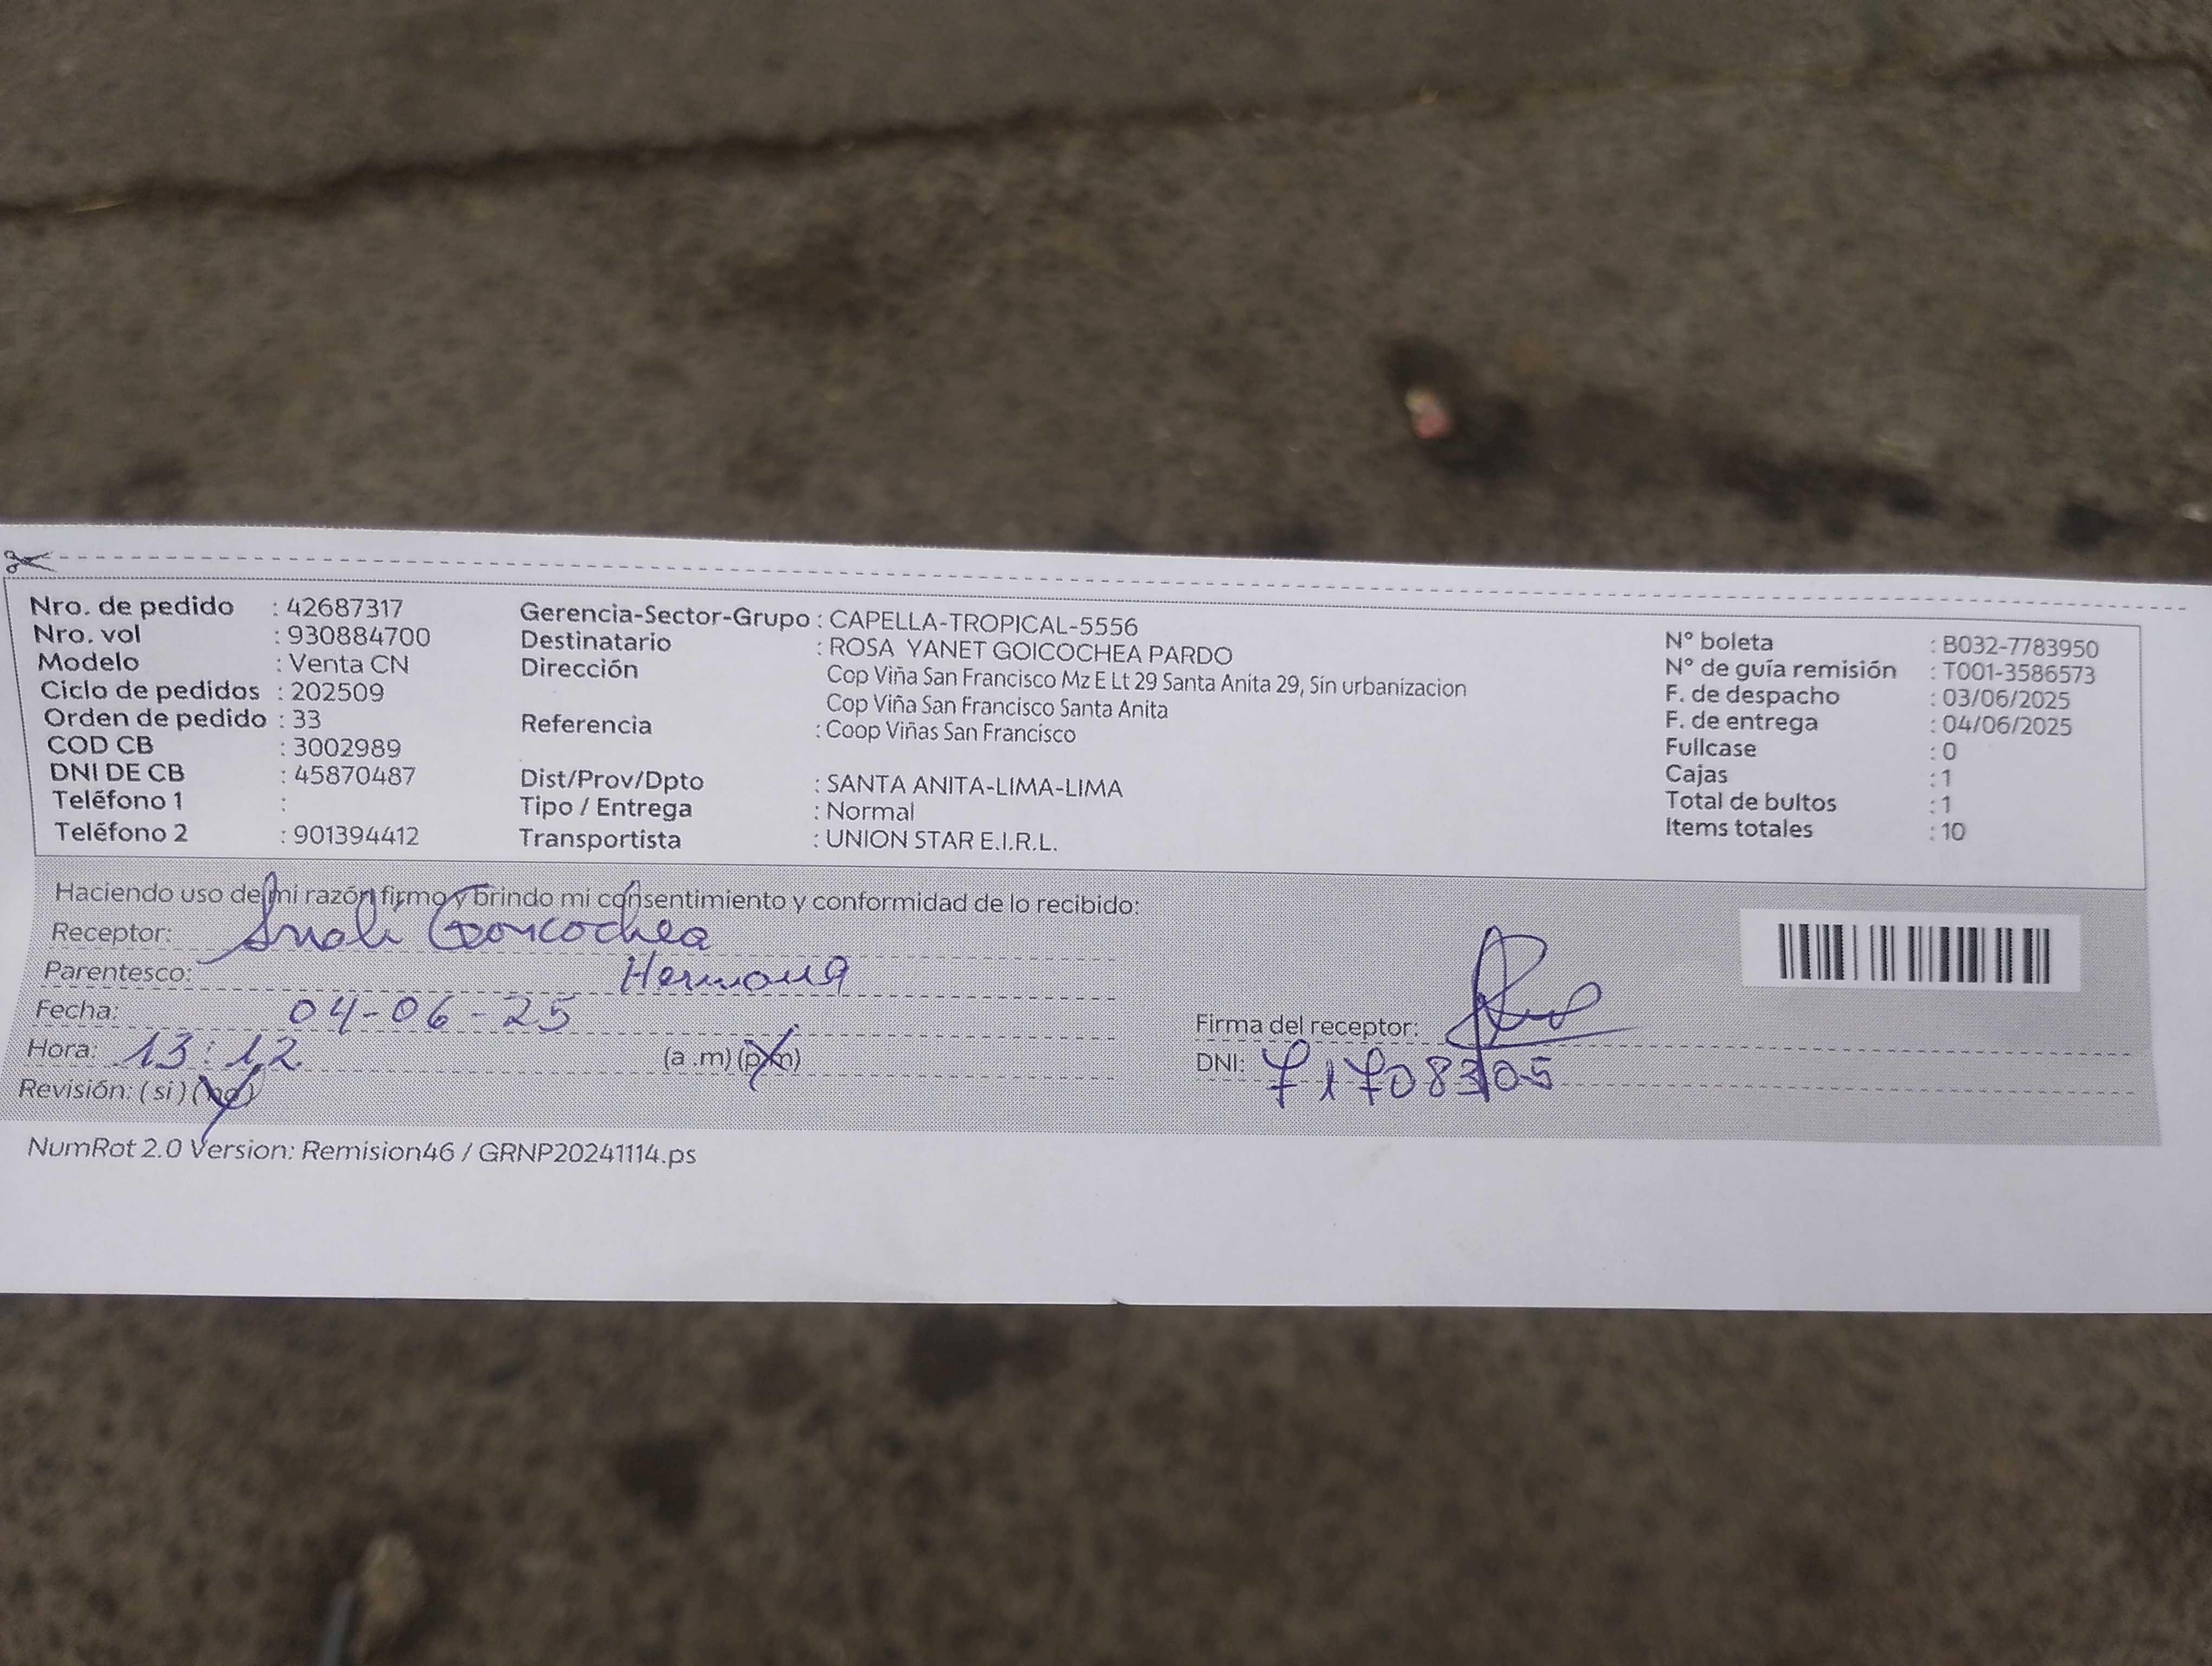 Nro. de pedido : 42687317
Nro. vol : 930884700
Modelo : Venta CN
Ciclo de pedidos : 202509
Orden de pedido : 33
COD CB : 3002989
DNI DE CB : 45870487
Teléfono 1 :
Teléfono 2 : 901394412
Gerencia-Sector-Grupo : CAPELLA-TROPICAL-5556
Destinatario : ROSA YANET GOICOCHEA PARDO
Dirección Cop Viña San Francisco Mz E Lt 29 Santa Anita 29, Sin urbanizacion
Cop Viña San Francisco Santa Anita
Referencia : Coop Viñas San Francisco
Dist/Prov/Dpto : SANTA ANITA-LIMA-LIMA
Tipo / Entrega : Normal
Transportista : UNION STAR E.I.R.L.
N° boleta : B032-7783950
N° de guía remisión : T001-3586573
F. de despacho : 03/06/2025
F. de entrega : 04/06/2025
Fullcase : 0
Cajas : 1
Total de bultos : 1
Items totales : 10
Haciendo uso de mi razón firmo y brindo mi consentimiento y conformidad de lo recibido:
Receptor: Goicochea
Parentesco: Hermana
Fecha: 04-06-25
Hora: 13:12 (a .m) (p.m)
Revisión: (si) (no)
Firma del receptor:
DNI: 71708305
NumRot 2.0 Version: Remision46 / GRNP20241114.ps